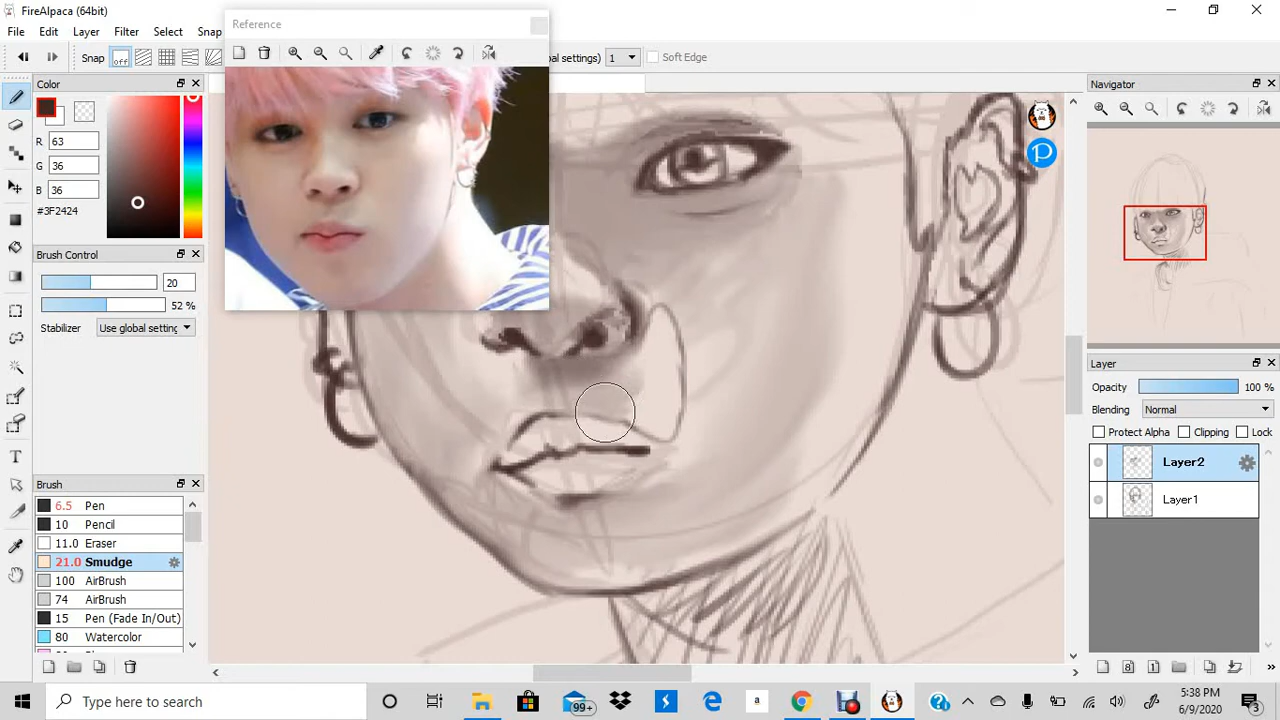 FireAlpaca (64bit)
File Edit Layer Filter Select Snap
Reference
Snap off
al settings) 1 Soft Edge
Color
R 63
G 36
B 36
#3F2424
Brush Control
20
52 %
Stabilizer Use global setting
Brush
6.5 Pen
10 Pencil
11.0 Eraser
21.0 Smudge
100 AirBrush
74 AirBrush
15 Pen (Fade In/Out)
80 Watercolor
P
Navigator
Layer
Opacity 100 %
Blending Normal
Protect Alpha Clipping Lock
Layer2
Layer1
Type here to search
99+
a
5:38 PM
6/9/2020
3